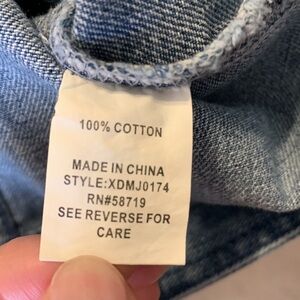 100% COTTON
MADE IN CHINA
STYLE:XDMJ0174
RN#58719
SEE REVERSE FOR
CARE